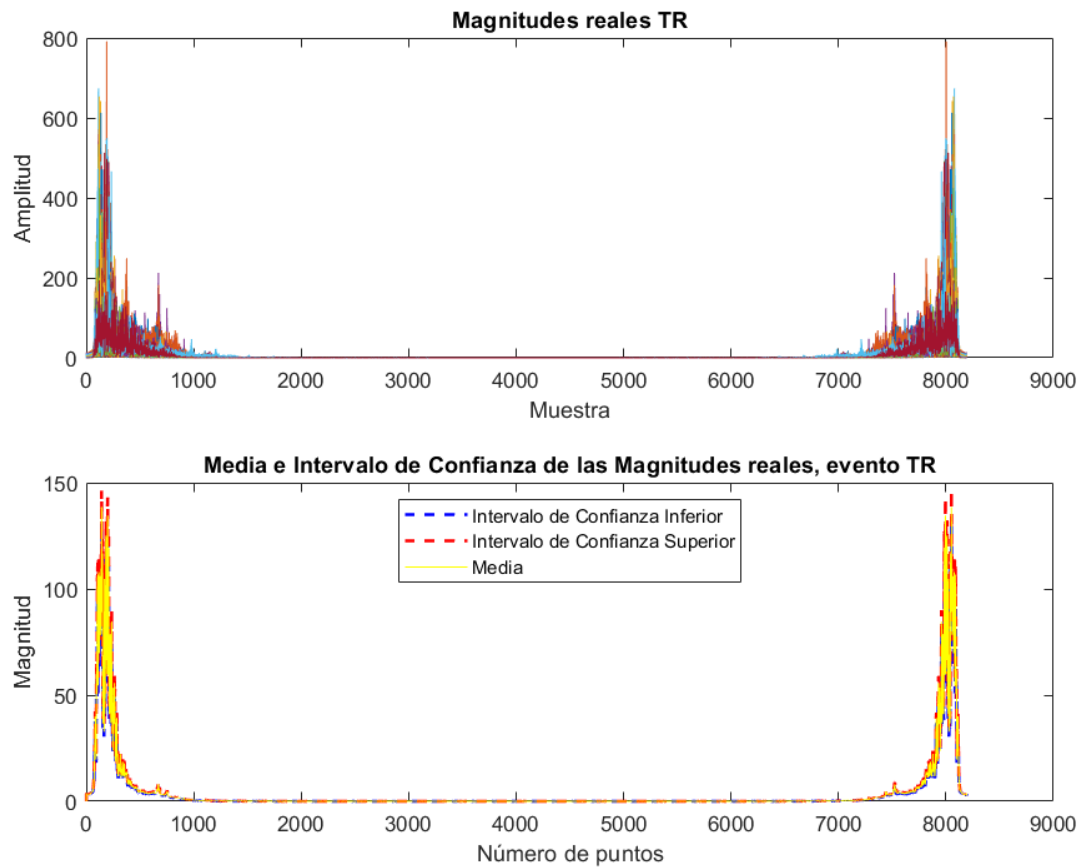 Magnitudes reales TR
800
600
400
200
0
Amplitud
0 1000 2000 3000 4000 5000 6000 7000 8000 9000
Muestra
Media e Intervalo de Confianza de las Magnitudes reales, evento TR
150
100
50
0
Magnitud
Intervalo de Confianza Inferior
Intervalo de Confianza Superior
Media
0 1000 2000 3000 4000 5000 6000 7000 8000 9000
Número de puntos